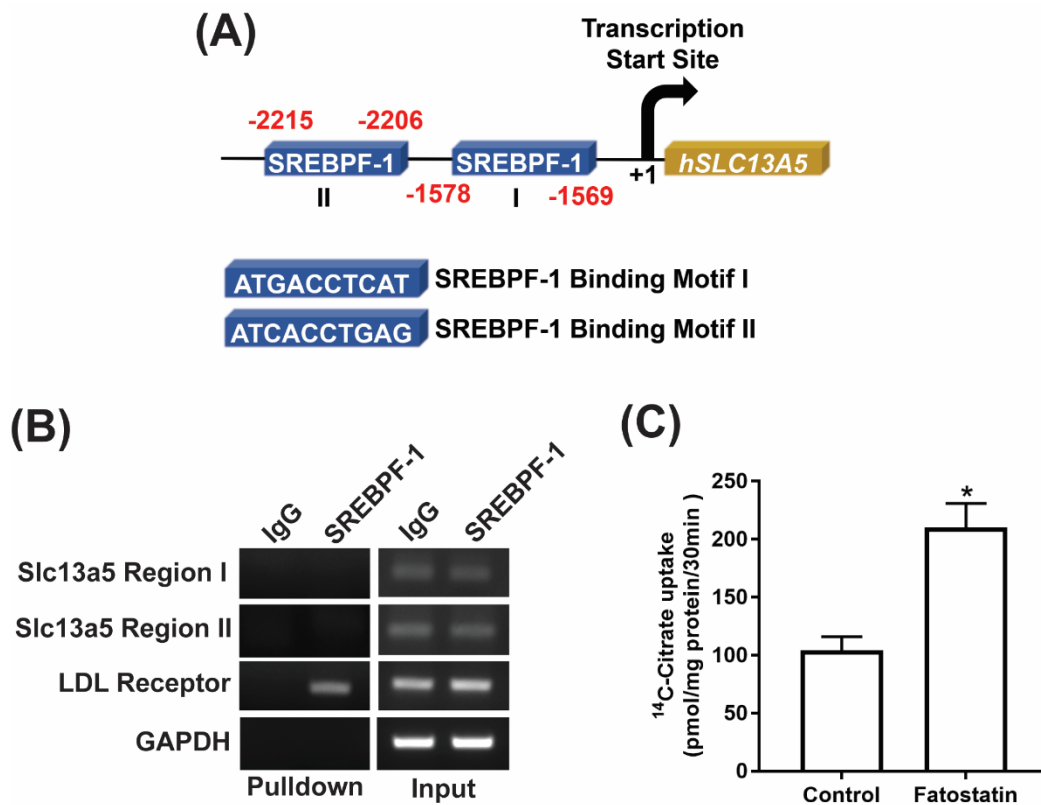 (A)
Transcription
Start Site
-2215
-2206
SREBPF-1
SREBPF-1
+1
hSLC13A5
II
-1578
I
-1569
ATGACCTCAT SREBPF-1 Binding Motif I
ATCACCTGAG SREBPF-1 Binding Motif II
(B)
IgG
SREBPF-1
IgG
SREBPF-1
Slc13a5 Region I
Slc13a5 Region II
LDL Receptor
GAPDH
Pulldown
Input
(C)
14C-Citrate uptake
(pmol/mg protein/30min )
250
200
150
100
50
0
*
Control
Fatostatin